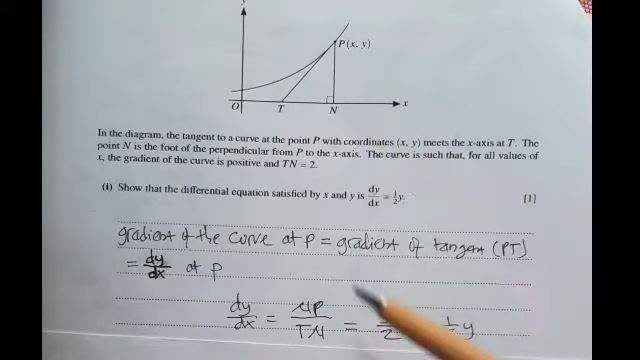 y
P(x, y)
O T N x
In the diagram, the tangent to a curve at the point P with coordinates (x, y) meets the x-axis at T. The
point N is the foot of the perpendicular from P to the x-axis. The curve is such that, for all values of
x, the gradient of the curve is positive and TN = 2.
(i) Show that the differential equation satisfied by x and y is dy/dx = ½y. [1]
gradient of the curve at P = gradient of tangent (PT)
= dy/dx at P
dy/dx = NP/TN = /2 ½y